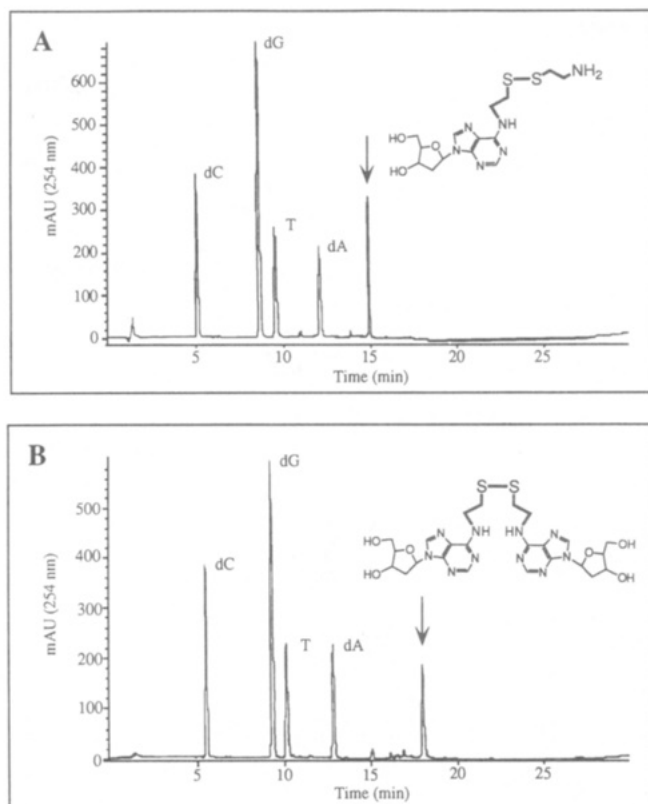 A
dG
dC
T
dA
S—S
NH2
NH
HO
O
N
N
N
N
HO
mAU (254 nm)
600
500
400
300
200
100
0
5
10
15
20
25
Time (min)
B
dG
dC
T
dA
S—S
NH
HN
HO
O
N
N
N
N
HO
N
N
N
N
O
OH
OH
mAU (254 nm)
500
400
300
200
100
0
5
10
15
20
25
Time (min)